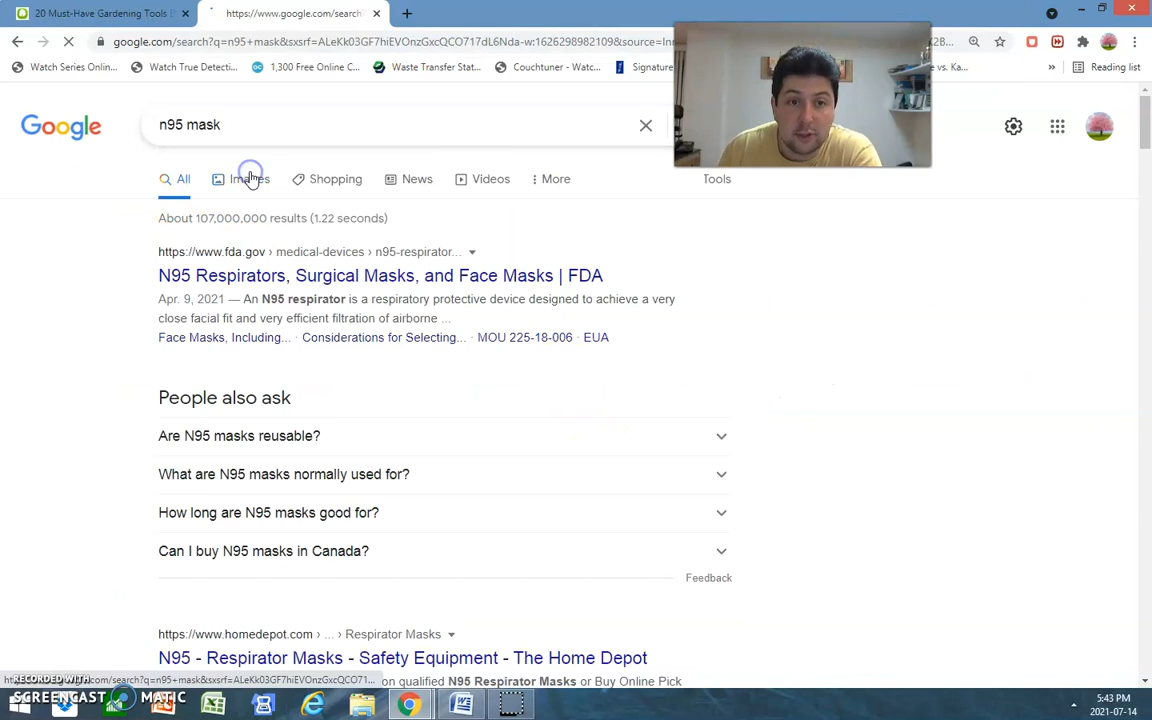 20 Must-Have Gardening Tools E
https://www.google.com/search?
google.com/search?q=n95+mask&sxsrf=ALeKk03GF7hiEVOnzGxcQCO717dL6Nda-w:1626298982109&source=lnr
Watch Series Onlin...
Watch True Detecti...
1,300 Free Online C...
Waste Transfer Stat...
Couchtuner - Watc...
Signature
e vs. Ka...
»
Reading list
Google
n95 mask
All
Images
Shopping
News
Videos
More
Tools
About 107,000,000 results (1.22 seconds)
https://www.fda.gov › medical-devices › n95-respirator...
N95 Respirators, Surgical Masks, and Face Masks | FDA
Apr. 9, 2021 — An N95 respirator is a respiratory protective device designed to achieve a very
close facial fit and very efficient filtration of airborne ...
Face Masks, Including... · Considerations for Selecting... · MOU 225-18-006 · EUA
People also ask
Are N95 masks reusable?
What are N95 masks normally used for?
How long are N95 masks good for?
Can I buy N95 masks in Canada?
Feedback
https://www.homedepot.com › ... › Respirator Masks
N95 - Respirator Masks - Safety Equipment - The Home Depot
on qualified N95 Respirator Masks or Buy Online Pick
RECORDED WITH
SCREENCAST MATIC
5:43 PM
2021-07-14